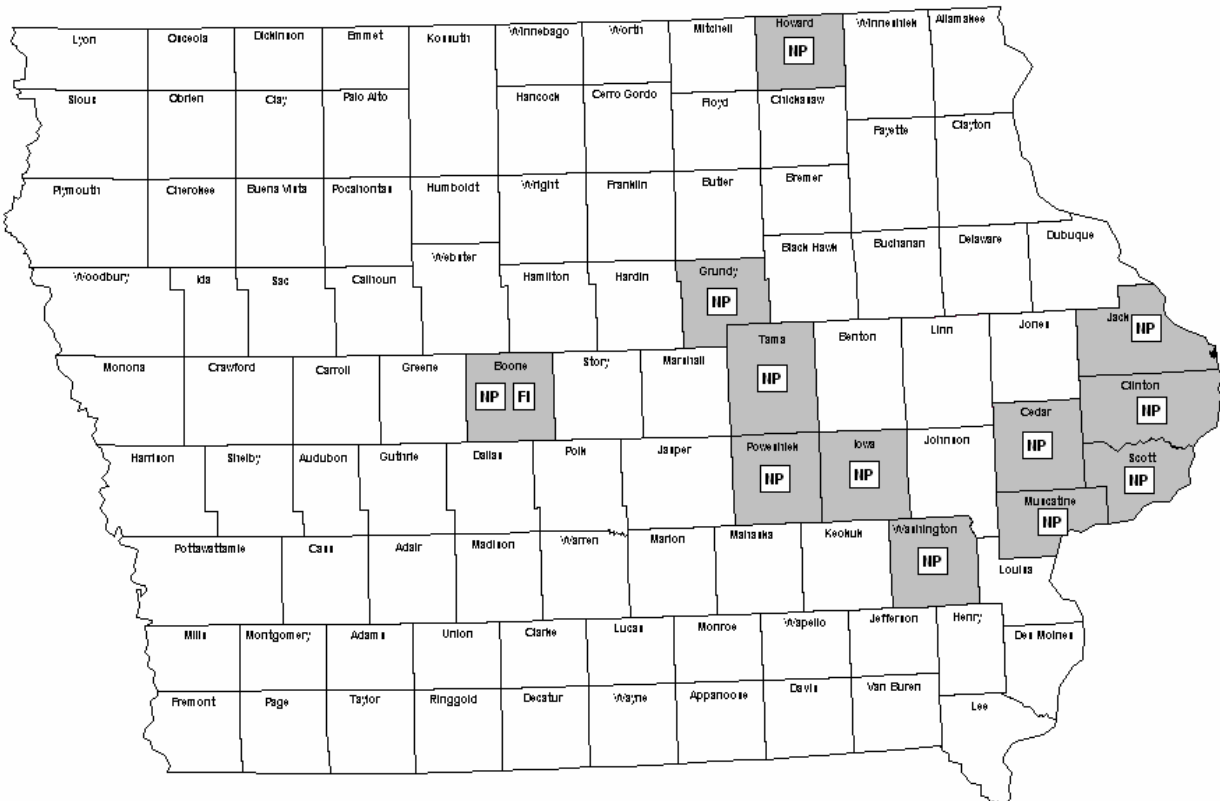 Lyon Osceola Dickinson Emmet Kossuth Winnebago Worth Mitchell Howard Winneshiek Allamakee
NP
Sioux Obrien Clay Palo Alto Hancock Cerro Gordo Floyd Chickasaw
Fayette Clayton
Plymouth Cherokee Buena Vista Pocahontas Humboldt Wright Franklin Butler Bremer
Webster Black Hawk Buchanan Delaware Dubuque
Woodbury Ida Sac Calhoun Hamilton Hardin Grundy
NP
Jack NP
Tama Benton Linn Jones
NP
Monona Crawford Carroll Greene Boone Story Marshall
NP FI
Clinton
NP
Cedar
NP
Harrison Shelby Audubon Guthrie Dallas Polk Jasper Poweshiek Iowa Johnson Scott
NP NP NP
Muscatine
NP
Pottawattamie Cass Adair Madison Warren Marion Mahaska Keokuk Washington
NP
Louisa
Mills Montgomery Adams Union Clarke Lucas Monroe Wapello Jefferson Henry Des Moines
Fremont Page Taylor Ringgold Decatur Wayne Appanoose Davis Van Buren Lee